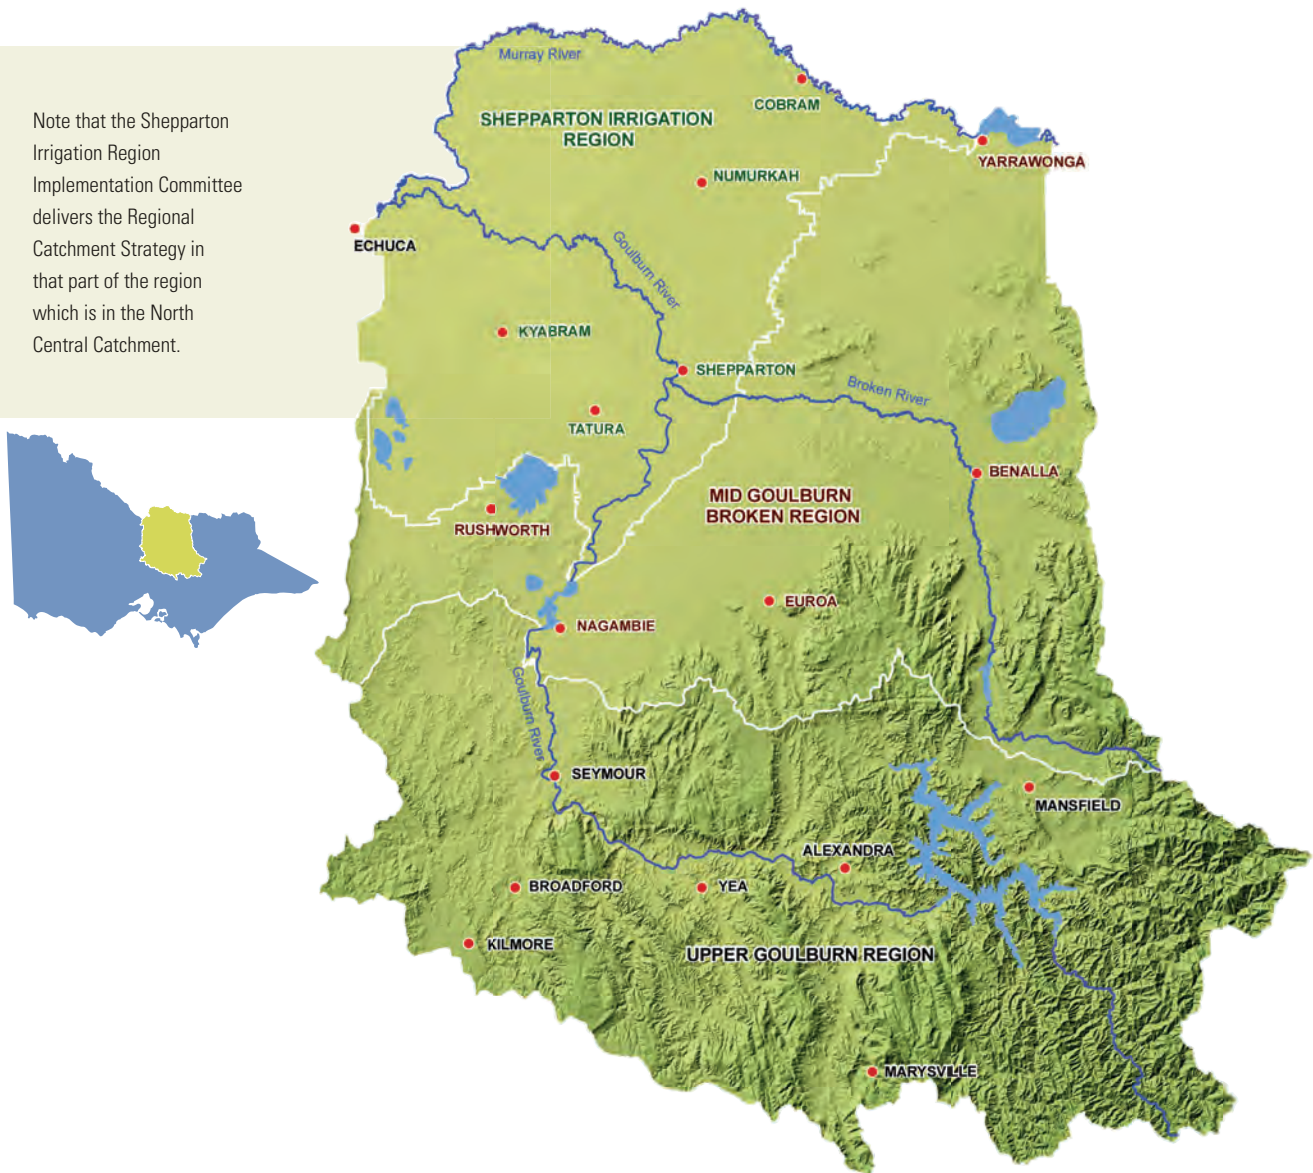 Note that the Shepparton
Irrigation Region
Implementation Committee
delivers the Regional
Catchment Strategy in
that part of the region
which is in the North
Central Catchment.
Murray River
COBRAM
SHEPPARTON IRRIGATION
REGION
YARRAWONGA
NUMURKAH
ECHUCA
Goulburn River
KYABRAM
SHEPPARTON
Broken River
TATURA
BENALLA
MID GOULBURN
BROKEN REGION
RUSHWORTH
EUROA
NAGAMBIE
Goulburn River
SEYMOUR
MANSFIELD
ALEXANDRA
BROADFORD
YEA
KILMORE
UPPER GOULBURN REGION
MARYSVILLE